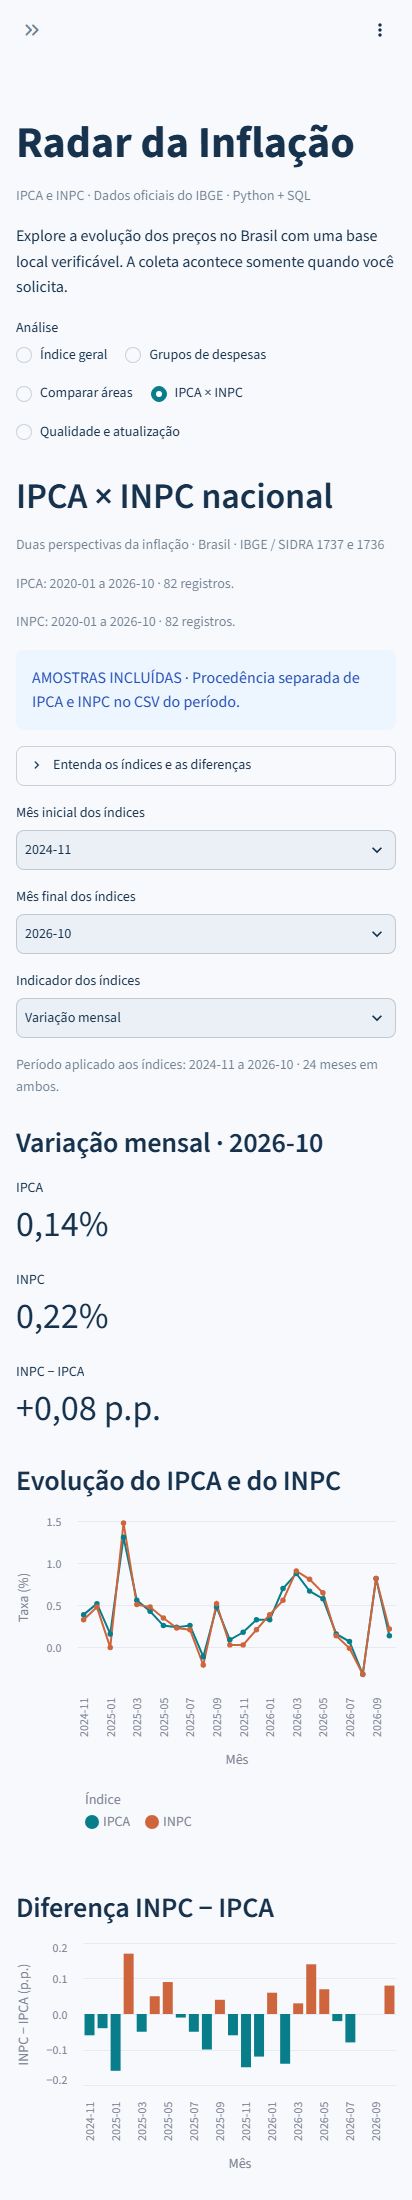 Radar da Inflação
IPCA e INPC · Dados oficiais do IBGE · Python + SQL
Explore a evolução dos preços no Brasil com uma base
local verificável. A coleta acontece somente quando você
solicita.
Análise
Índice geral
Grupos de despesas
Comparar áreas
IPCA × INPC
Qualidade e atualização
IPCA × INPC nacional
Duas perspectivas da inflação · Brasil · IBGE / SIDRA 1737 e 1736
IPCA: 2020-01 a 2026-10 · 82 registros.
INPC: 2020-01 a 2026-10 · 82 registros.
AMOSTRAS INCLUÍDAS · Procedência separada de
IPCA e INPC no CSV do período.
Entenda os índices e as diferenças
Mês inicial dos índices
2024-11
Mês final dos índices
2026-10
Indicador dos índices
Variação mensal
Período aplicado aos índices: 2024-11 a 2026-10 · 24 meses em
ambos.
Variação mensal · 2026-10
IPCA
0,14%
INPC
0,22%
INPC − IPCA
+0,08 p.p.
Evolução do IPCA e do INPC
Taxa (%)
1.5
1.0
0.5
0.0
2024-11
2025-01
2025-03
2025-05
2025-07
2025-09
2025-11
2026-01
2026-03
2026-05
2026-07
2026-09
Mês
Índice
IPCA
INPC
Diferença INPC − IPCA
INPC − IPCA (p.p.)
0.2
0.1
0.0
−0.1
−0.2
2024-11
2025-01
2025-03
2025-05
2025-07
2025-09
2025-11
2026-01
2026-03
2026-05
2026-07
2026-09
Mês